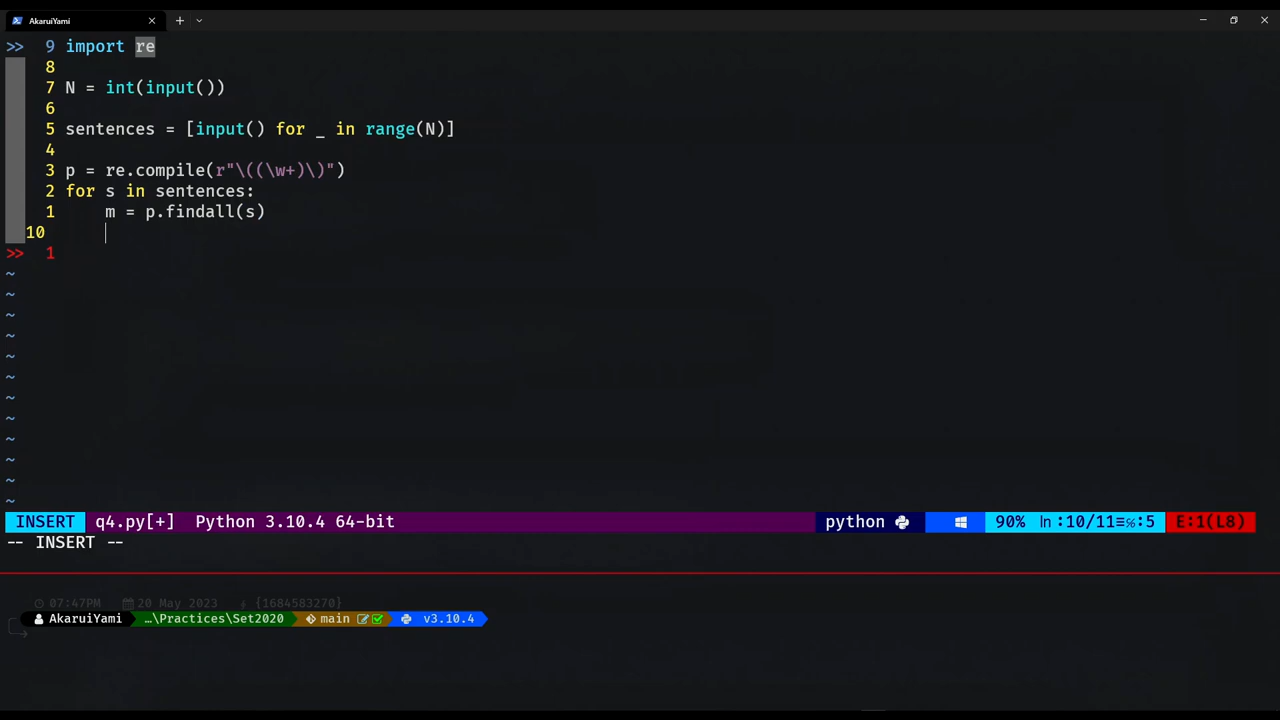 AkaruiYami
>> 9 import re
8
7 N = int(input())
6
5 sentences = [input() for _ in range(N)]
4
3 p = re.compile(r"\((\w+)\)")
2 for s in sentences:
1 m = p.findall(s)
10
>> 1
~
~
~
~
~
~
~
~
~
~
~
~
INSERT q4.py[+] Python 3.10.4 64-bit python 90% ln:10/11≡%:5 E:1(L8)
-- INSERT --
07:47PM 20 May 2023 {1684583270}
AkaruiYami …\Practices\Set2020 main v3.10.4